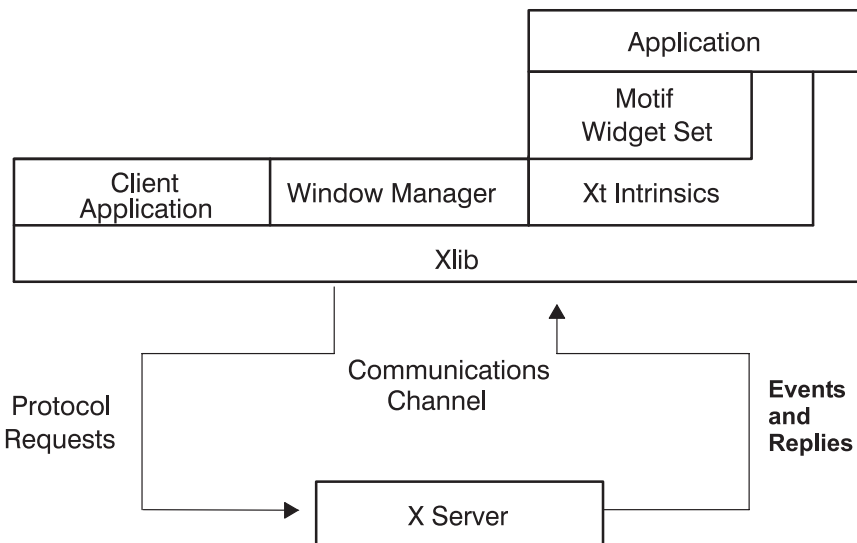 Application
Motif
Widget Set
Client
Application
Window Manager
Xt Intrinsics
Xlib
Communications
Channel
Protocol
Requests
Events
and
Replies
X Server